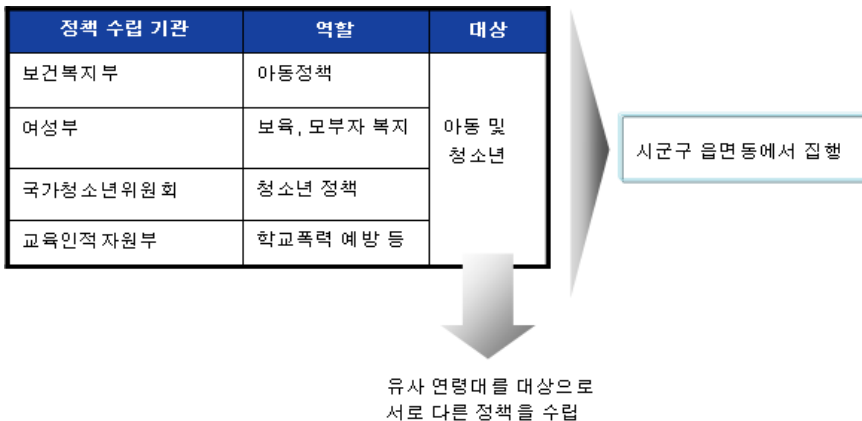 정책 수립 기관 역할 대상
보건복지부 아동정책
여성부 보육, 모부자 복지
아동 및
청소년
국가청소년위원회 청소년 정책
교육인적자원부 학교폭력 예방 등
시군구 읍면동에서 집행
유사 연령대를 대상으로
서로 다른 정책을 수립